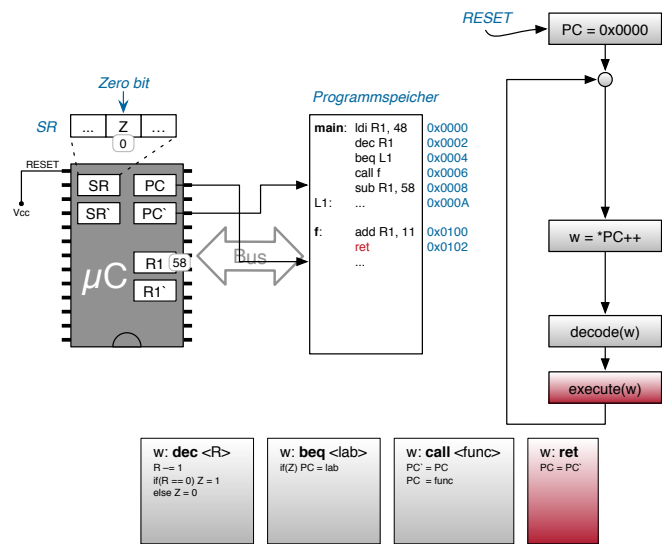 RESET
PC = 0x0000
Zero bit
Programmspeicher
SR
... Z ...
0
main: ldi R1, 48 0x0000
dec R1 0x0002
beq L1 0x0004
call f 0x0006
sub R1, 58 0x0008
L1: ... 0x000A
f: add R1, 11 0x0100
ret 0x0102
...
RESET
Vcc
SR PC
SR` PC`
R1 58
R1`
µC
Bus
w = *PC++
decode(w)
execute(w)
w: dec <R>
R -= 1
if(R == 0) Z = 1
else Z = 0
w: beq <lab>
if(Z) PC = lab
w: call <func>
PC` = PC
PC = func
w: ret
PC = PC`